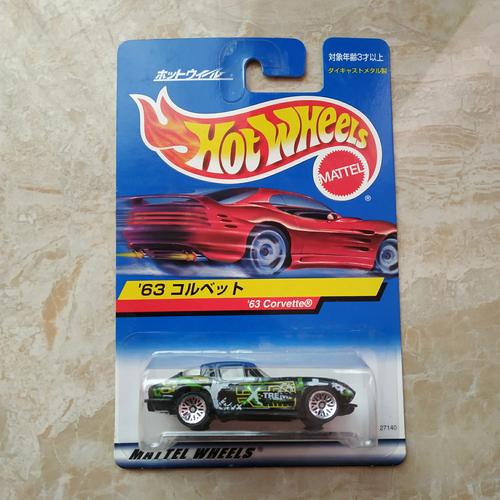 ホットウィール
対象年齢3才以上
ダイキャストメタル製
HOT WHEELS
MATTEL
®
'63 コルベット
'63 Corvette®
X-TREME
27140
MATTEL WHEELS